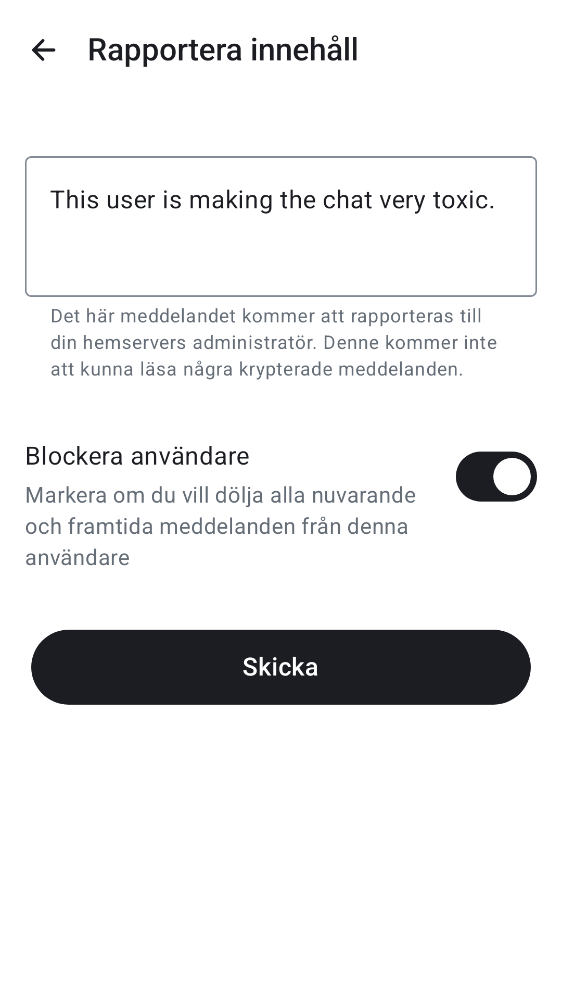 Rapportera innehåll
This user is making the chat very toxic.
Det här meddelandet kommer att rapporteras till
din hemservers administratör. Denne kommer inte
att kunna läsa några krypterade meddelanden.
Blockera användare
Markera om du vill dölja alla nuvarande
och framtida meddelanden från denna
användare
Skicka